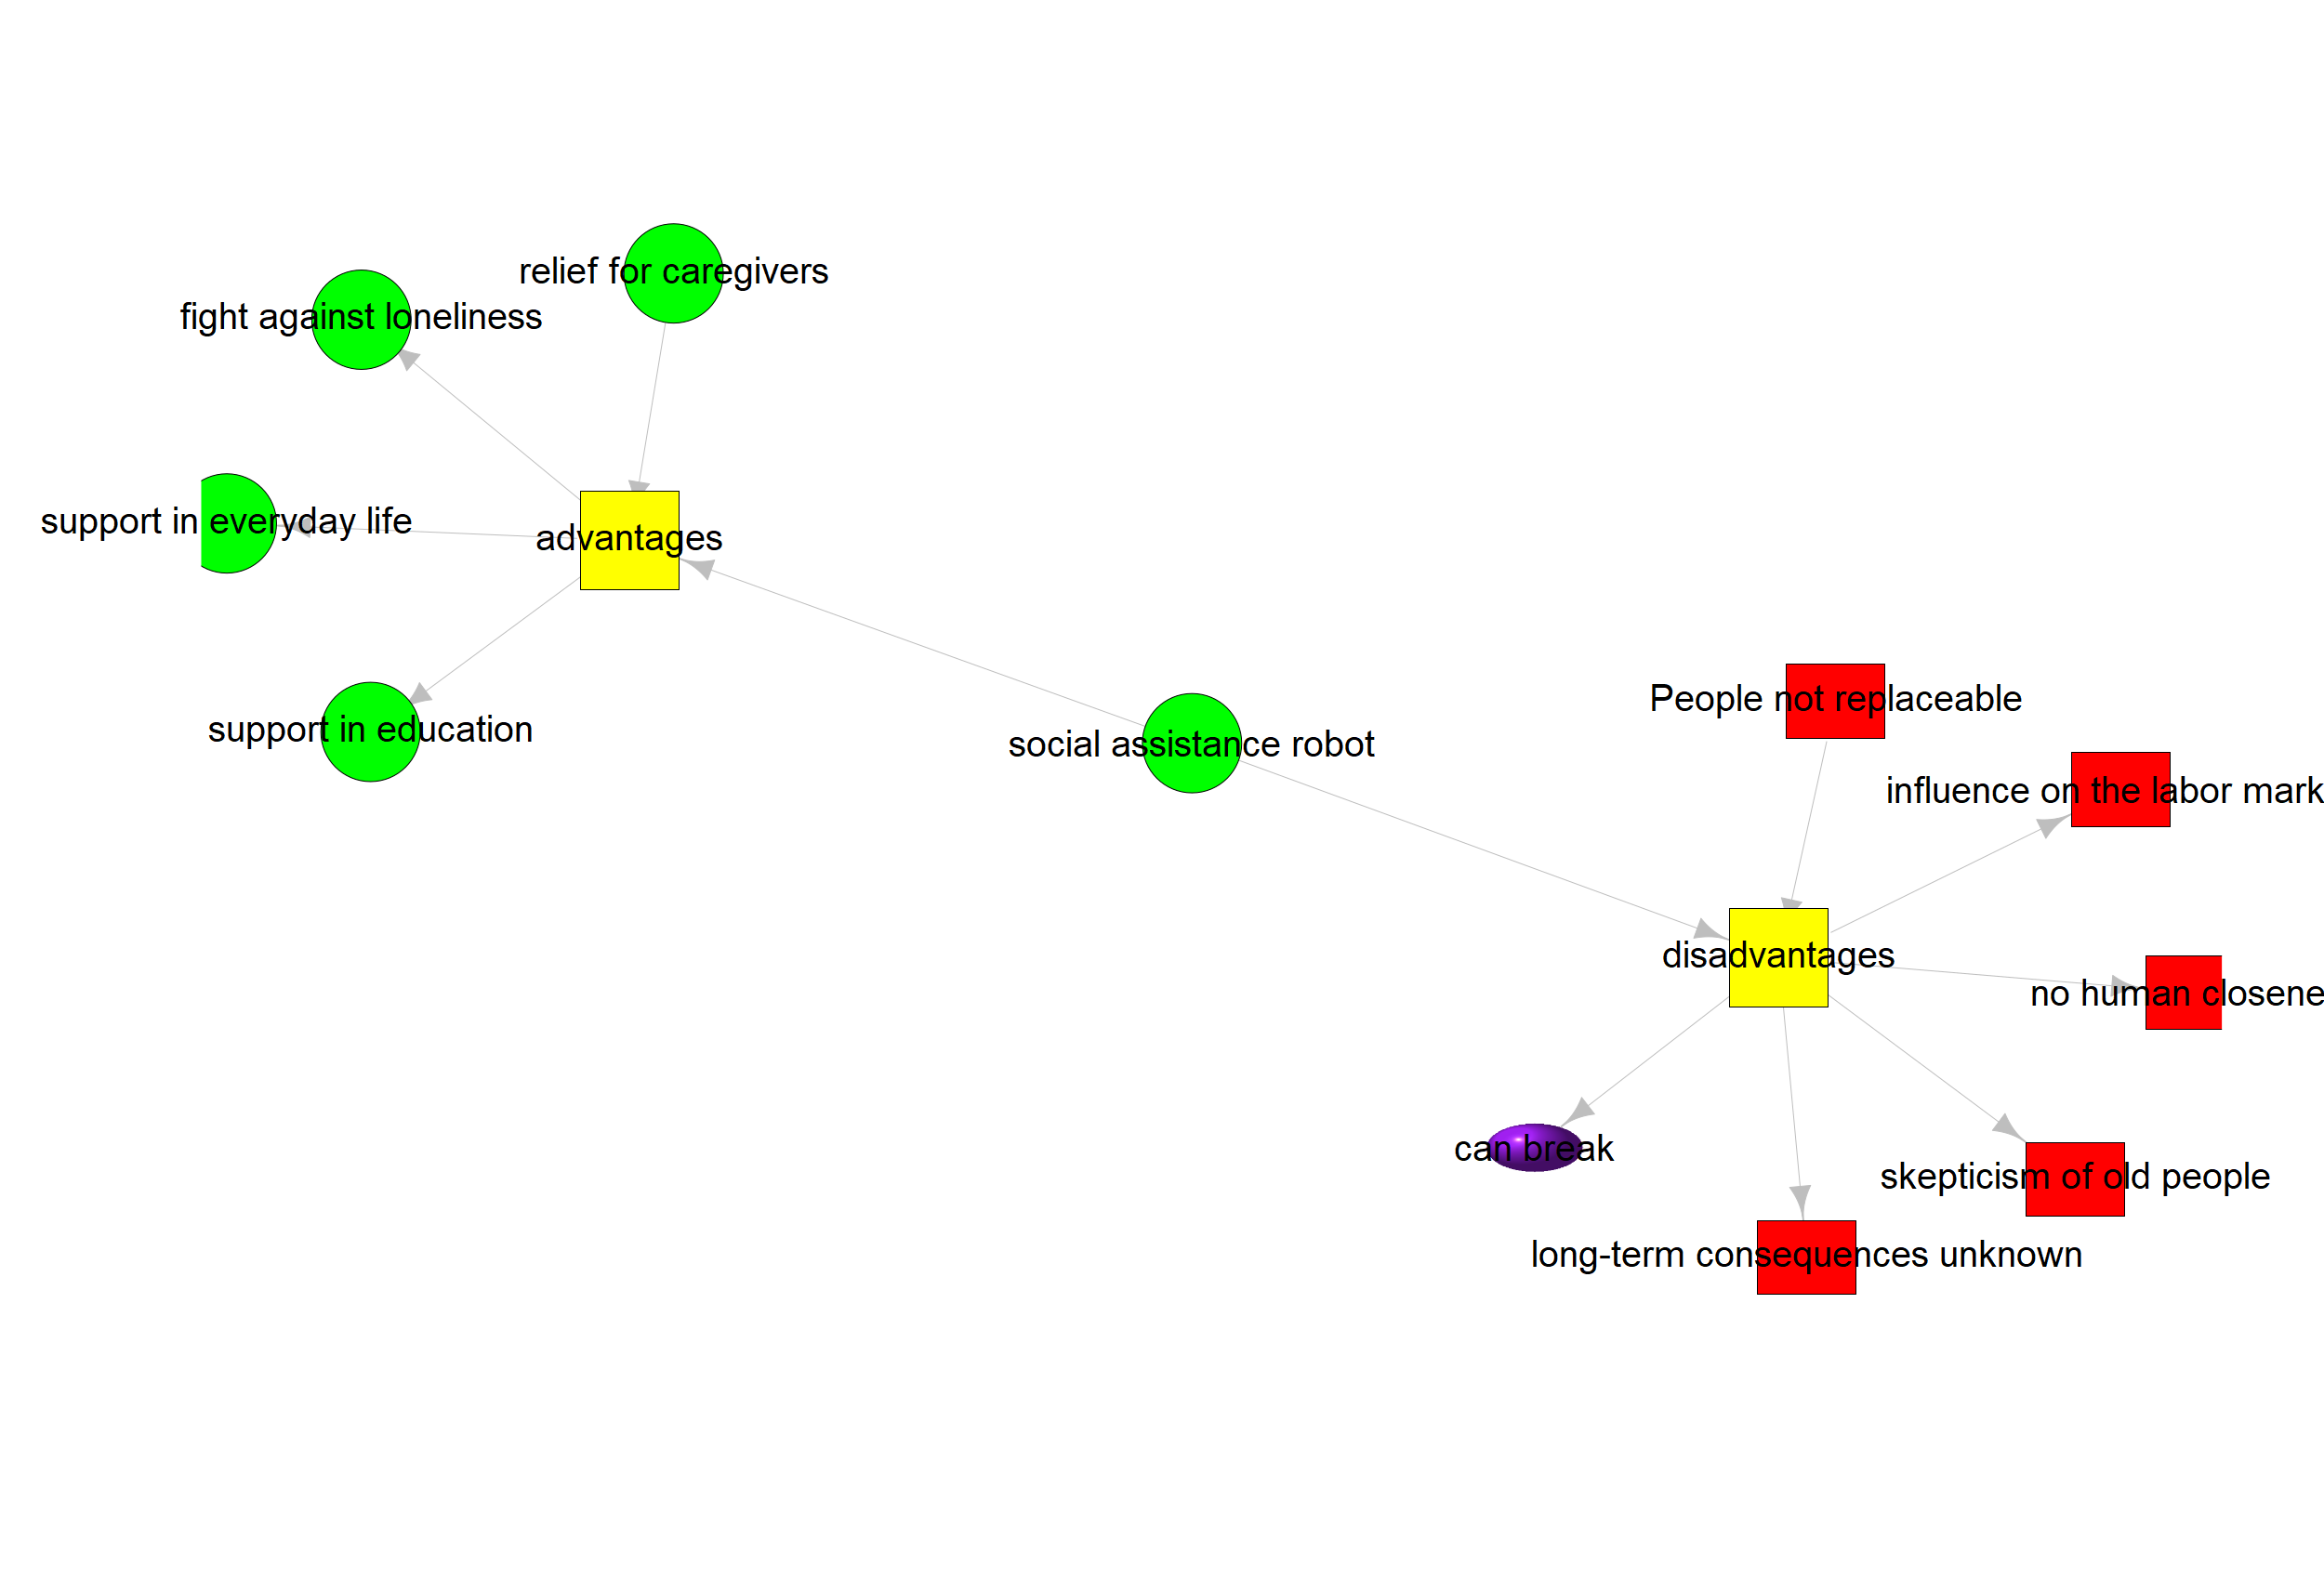 relief for caregivers
fight against loneliness
support in everyday life
advantages
support in education
social assistance robot
People not replaceable
influence on the labor mark
disadvantages
no human closene
can break
skepticism of old people
long-term consequences unknown